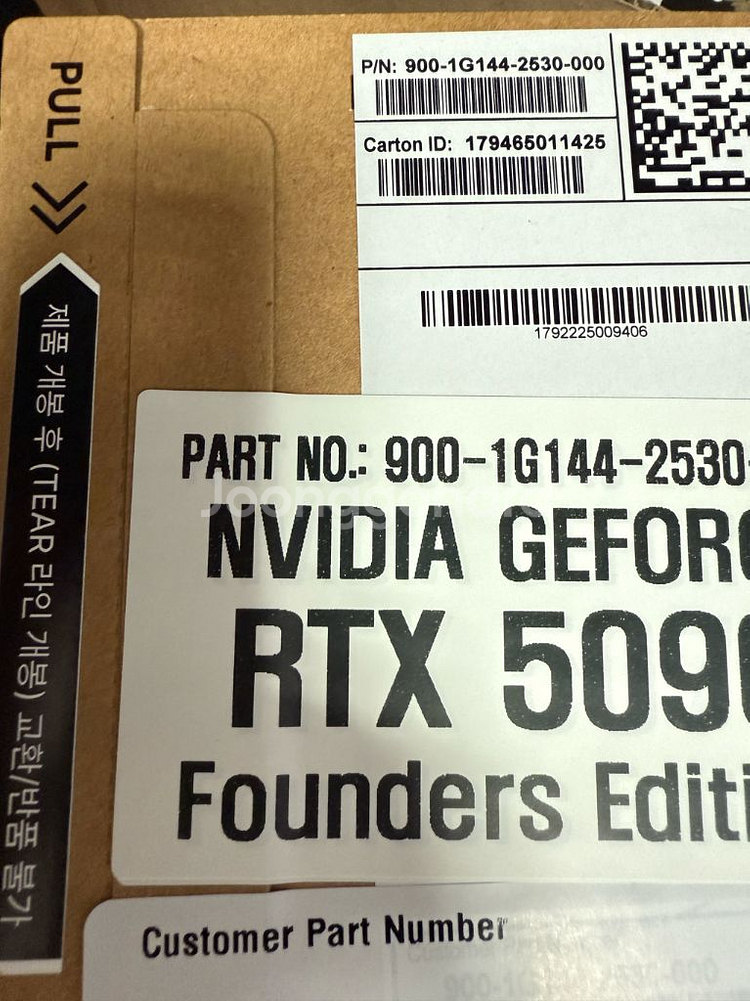 PULL
제품 개봉 후 (TEAR 라인 개봉) 교환/반품 불가
P/N: 900-1G144-2530-000
Carton ID: 179465011425
1792225009406
PART NO.: 900-1G144-2530-
NVIDIA GEFOR
RTX 509
Founders Editi
Customer Part Number